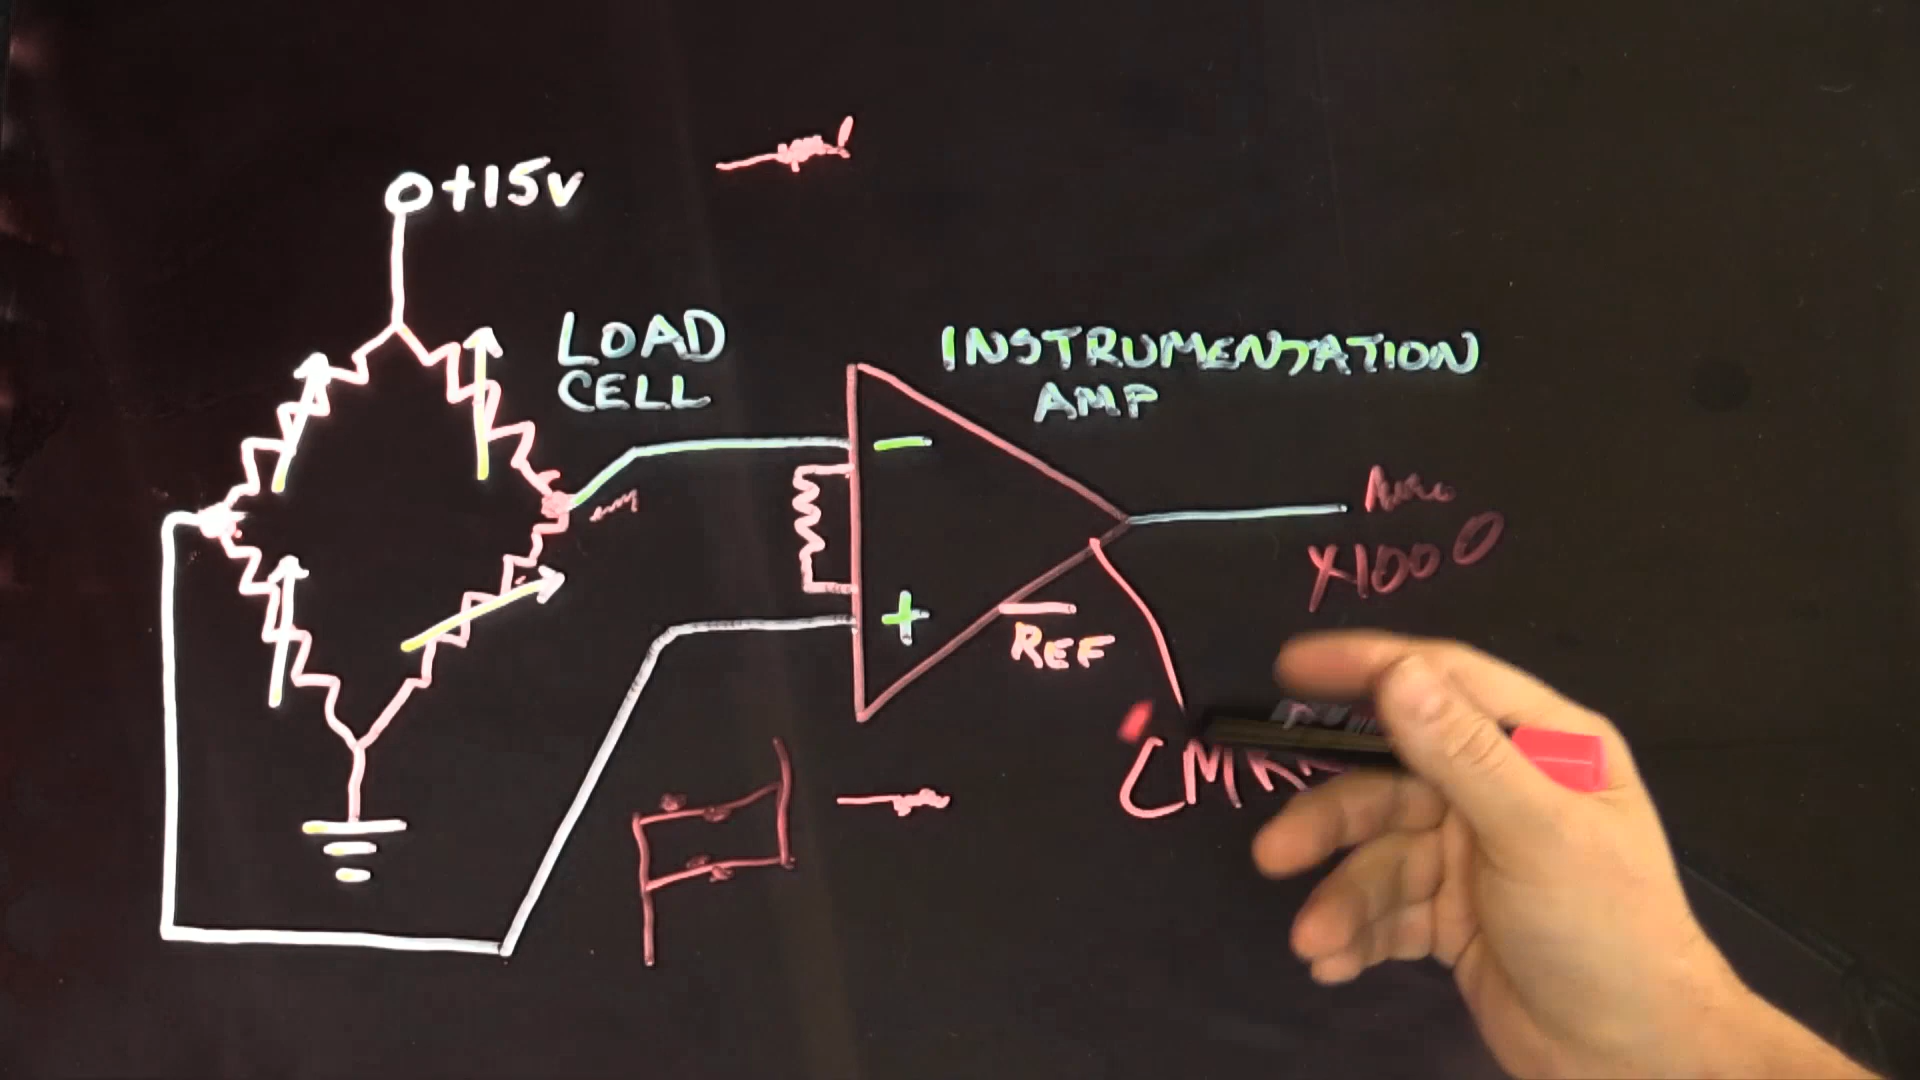 +15V
LOAD
CELL
INSTRUMENTATION
AMP
-
X1000
+
REF